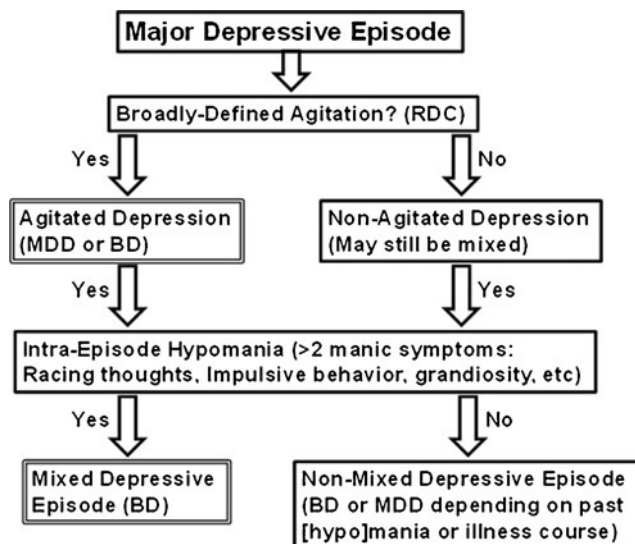 Major Depressive Episode
Broadly-Defined Agitation? (RDC)
Yes
No
Agitated Depression
(MDD or BD)
Non-Agitated Depression
(May still be mixed)
Yes
Yes
Intra-Episode Hypomania (>2 manic symptoms:
Racing thoughts, Impulsive behavior, grandiosity, etc)
Yes
No
Mixed Depressive
Episode (BD)
Non-Mixed Depressive Episode
(BD or MDD depending on past
[hypo]mania or illness course)